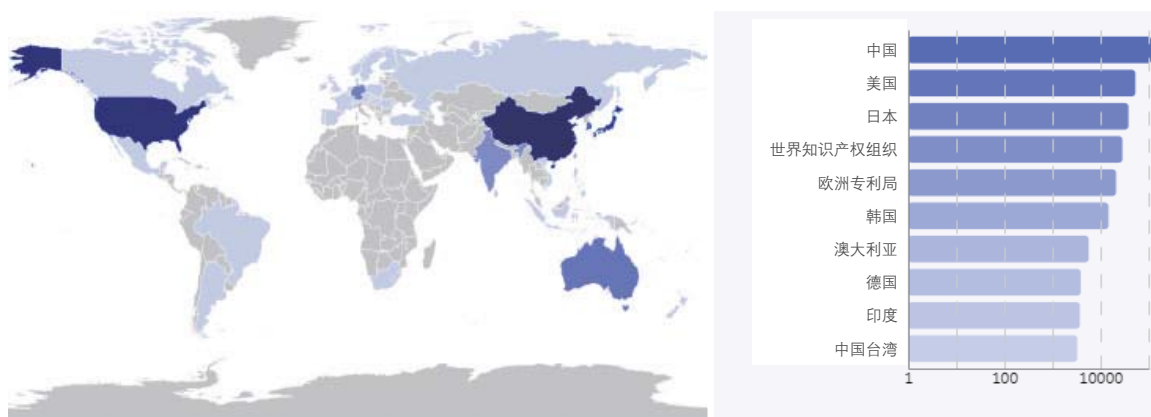 中国
美国
日本
世界知识产权组织
欧洲专利局
韩国
澳大利亚
德国
印度
中国台湾
1 100 10000